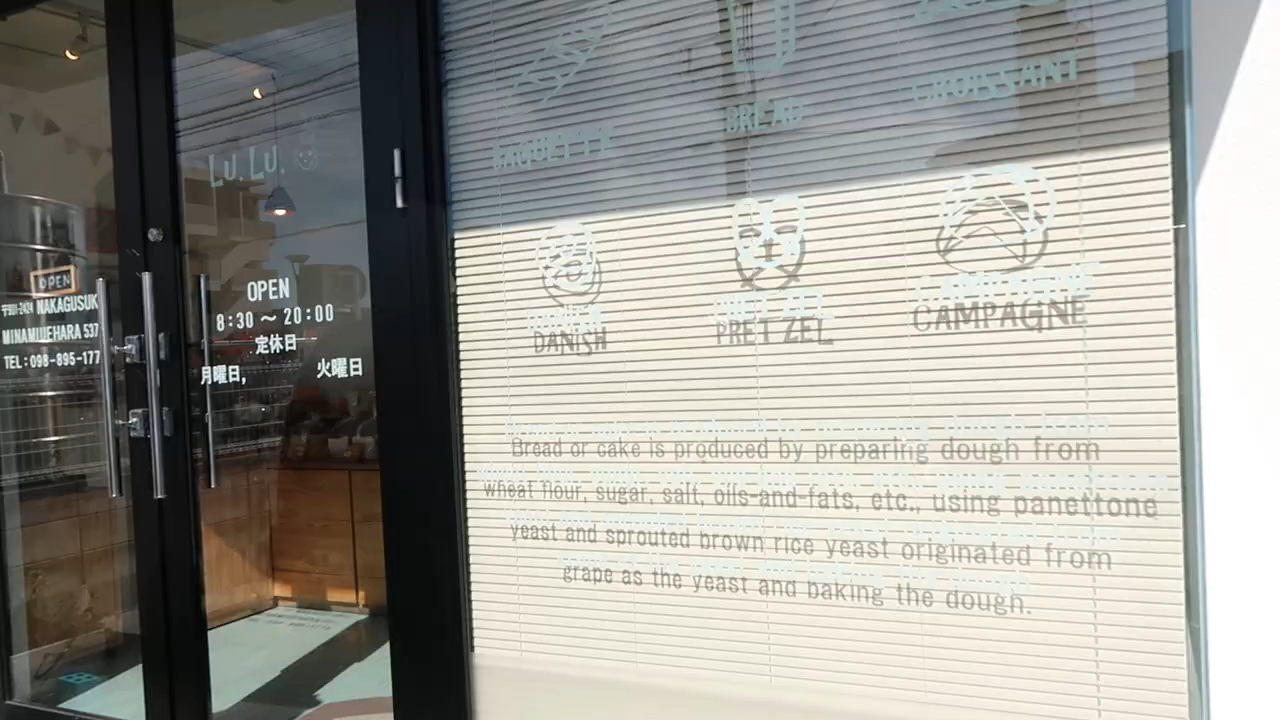 Lu.Lu.
OPEN
〒901-2424 NAKAGUSUK
MINAMIUEHARA 537
TEL:098-895-177
OPEN
8:30 〜 20:00
定休日
月曜日, 火曜日
BAGUETTE
BREAD
CROISSANT
DANISH
PRETZEL
CAMPAGNE
Bread or cake is produced by preparing dough from
wheat flour, sugar, salt, oils-and-fats, etc., using panettone
yeast and sprouted brown rice yeast originated from
grape as the yeast and baking the dough.